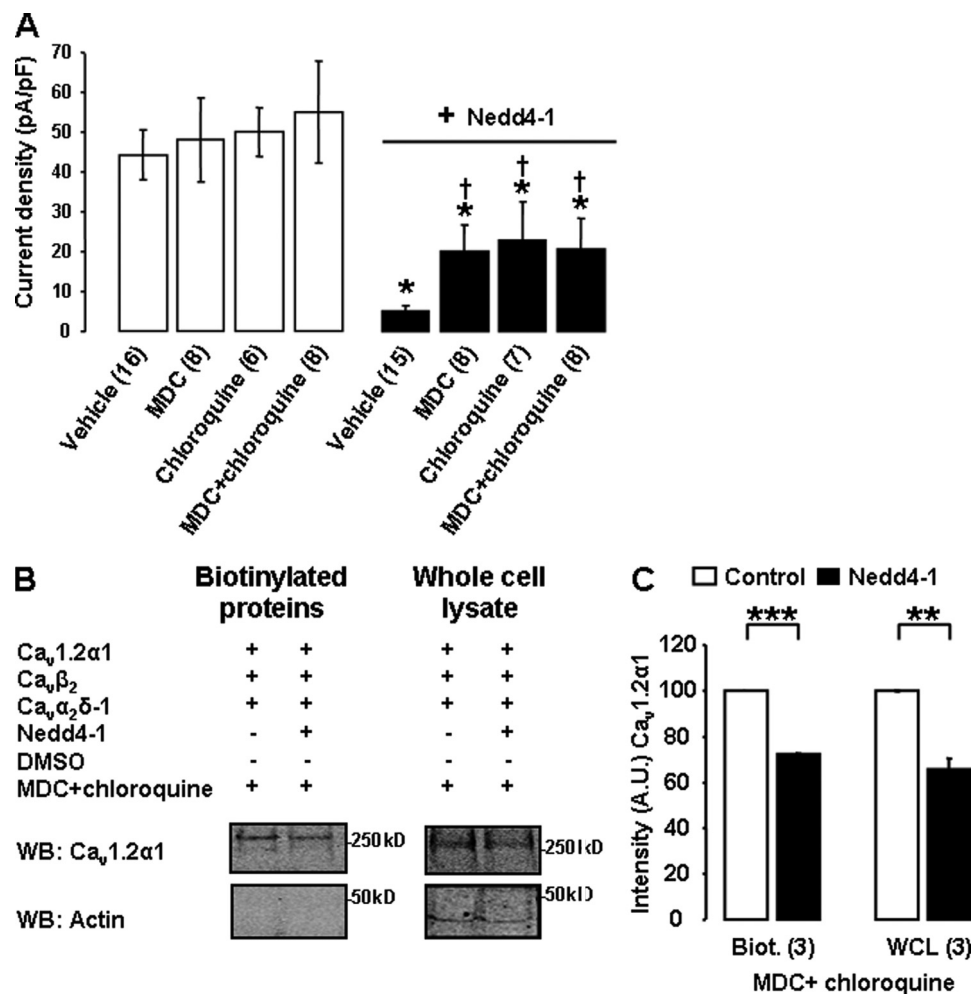 A
Current density (pA/pF)
70
60
50
40
30
20
10
0
+ Nedd4-1
†
*
†
*
†
*
*
Vehicle (16)
MDC (8)
Chloroquine (6)
MDC+chloroquine (8)
Vehicle (15)
MDC (8)
Chloroquine (7)
MDC+chloroquine (8)
B
Biotinylated
proteins
Whole cell
lysate
Caᵥ1.2α1 + + + +
Caᵥβ₂ + + + +
Caᵥα₂δ-1 + + + +
Nedd4-1 - + - +
DMSO - - - -
MDC+chloroquine + + + +
WB: Caᵥ1.2α1
-250kD
-250kD
WB: Actin
-50kD
C
Control Nedd4-1
*** **
Intensity (A.U.) Caᵥ1.2α1
120
100
80
60
40
20
0
Biot. (3) WCL (3)
MDC+ chloroquine